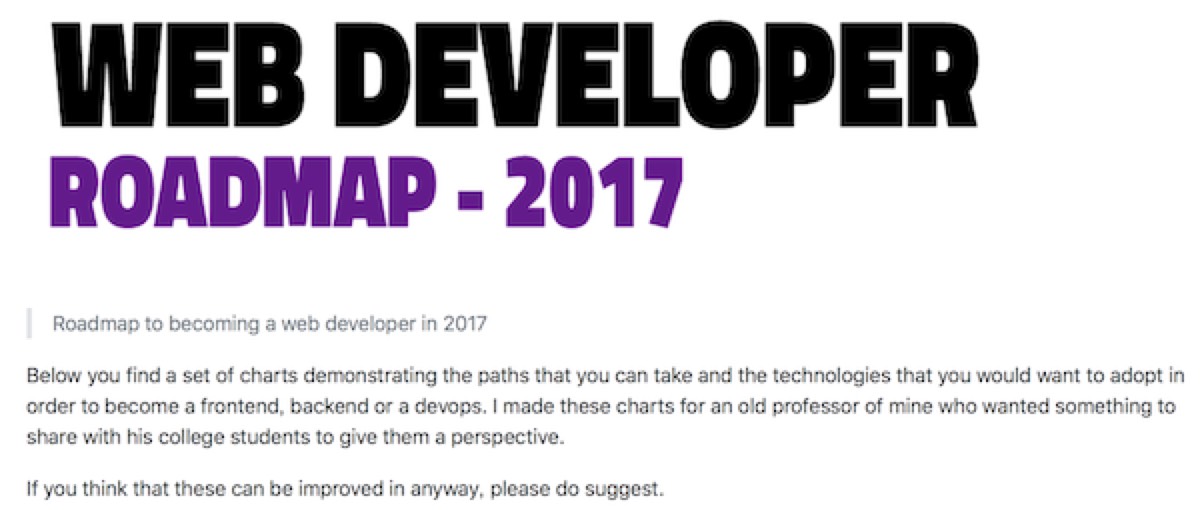 WEB DEVELOPER
ROADMAP - 2017
Roadmap to becoming a web developer in 2017
Below you find a set of charts demonstrating the paths that you can take and the technologies that you would want to adopt in
order to become a frontend, backend or a devops. I made these charts for an old professor of mine who wanted something to
share with his college students to give them a perspective.
If you think that these can be improved in anyway, please do suggest.